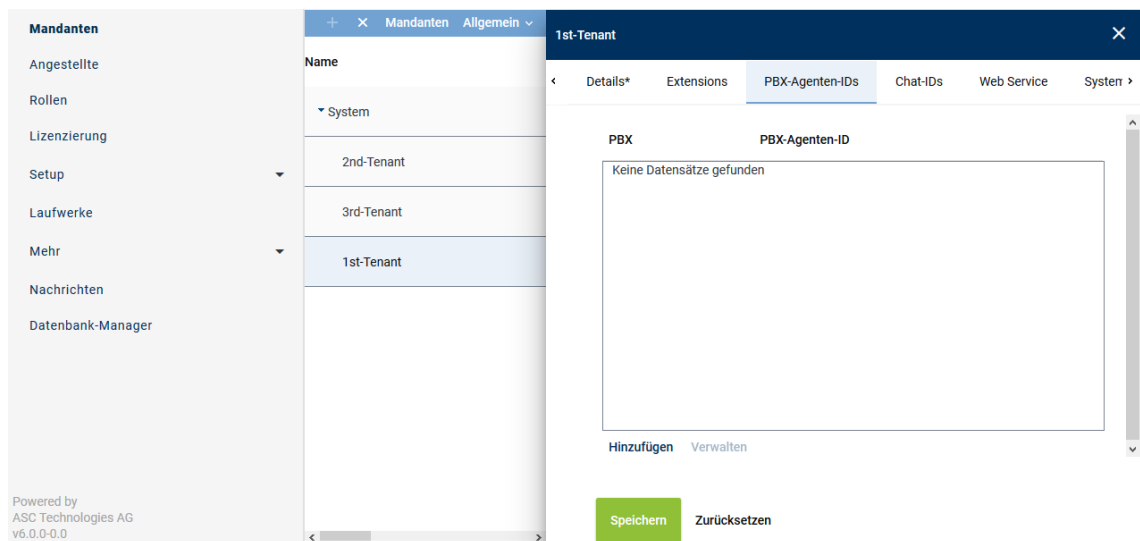 Mandanten
Angestellte
Rollen
Lizenzierung
Setup
Laufwerke
Mehr
Nachrichten
Datenbank-Manager
Powered by
ASC Technologies AG
v6.0.0-0.0
+ × Mandanten Allgemein
Name
System
2nd-Tenant
3rd-Tenant
1st-Tenant
1st-Tenant ×
Details* Extensions PBX-Agenten-IDs Chat-IDs Web Service System
PBX PBX-Agenten-ID
Keine Datensätze gefunden
Hinzufügen Verwalten
Speichern Zurücksetzen